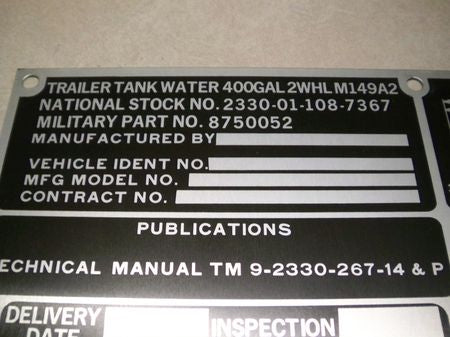 TRAILER TANK WATER 400GAL 2WHL M149A2
NATIONAL STOCK NO. 2330-01-108-7367
MILITARY PART NO. 8750052
MANUFACTURED BY
VEHICLE IDENT NO.
MFG MODEL NO.
CONTRACT NO.
PUBLICATIONS
ECHNICAL MANUAL TM 9-2330-267-14 & P
DELIVERY INSPECTION
DATE